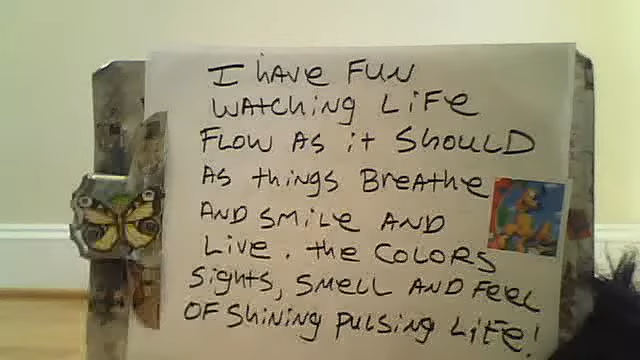 I have FUN
WATCHING LiFe
FLOW AS it SHOULD
AS things BReAthe
AND SMiLe AND
Live. the COLORS
Sights, SMeLL AND FeeL
OF Shining PuLSiNg LiFe!